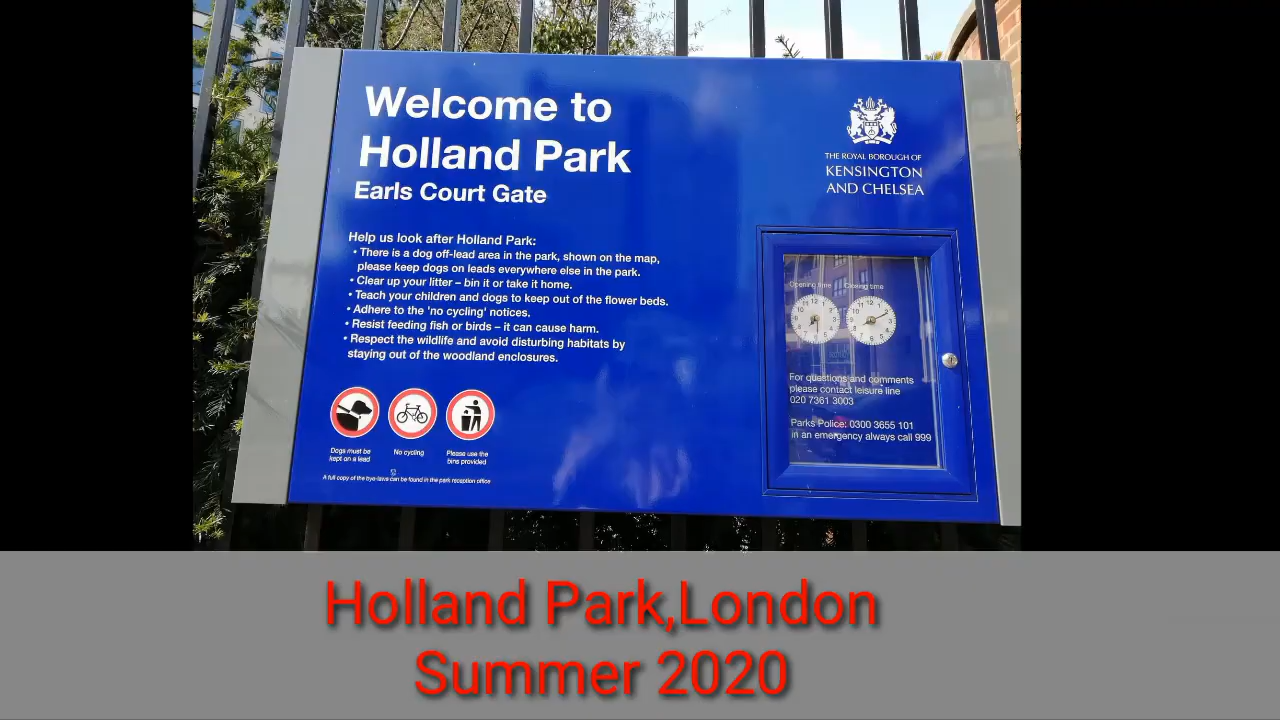 Welcome to
Holland Park
Earls Court Gate
THE ROYAL BOROUGH OF
KENSINGTON
AND CHELSEA
Help us look after Holland Park:
• There is a dog off-lead area in the park, shown on the map,
please keep dogs on leads everywhere else in the park.
• Clear up your litter – bin it or take it home.
• Teach your children and dogs to keep out of the flower beds.
• Adhere to the 'no cycling' notices.
• Resist feeding fish or birds – it can cause harm.
• Respect the wildlife and avoid disturbing habitats by
staying out of the woodland enclosures.
Dogs must be
kept on a lead
No cycling
Please use the
bins provided
A full copy of the bye-laws can be found in the park reception office
Opening time
Closing time
For questions and comments
please contact leisure line
020 7361 3003
Parks Police: 0300 3655 101
in an emergency always call 999
Holland Park,London
Summer 2020